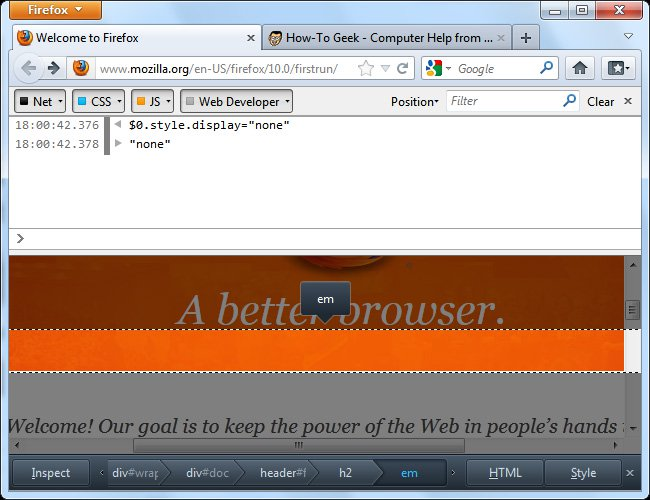 Firefox
Welcome to Firefox
How-To Geek - Computer Help from ...
www.mozilla.org/en-US/firefox/10.0/firstrun/
Google
Net CSS JS Web Developer Position Filter Clear
18:00:42.376 $0.style.display="none"
18:00:42.378 "none"
em
A better browser.
Welcome! Our goal is to keep the power of the Web in people's hands
Inspect div#wrap div#doc header#f h2 em HTML Style